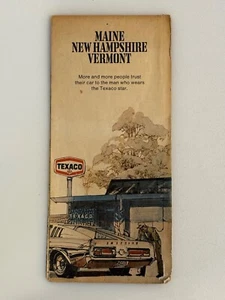 MAINE
NEW HAMPSHIRE
VERMONT
More and more people trust
their car to the man who wears
the Texaco star.
TEXACO
TEXACO